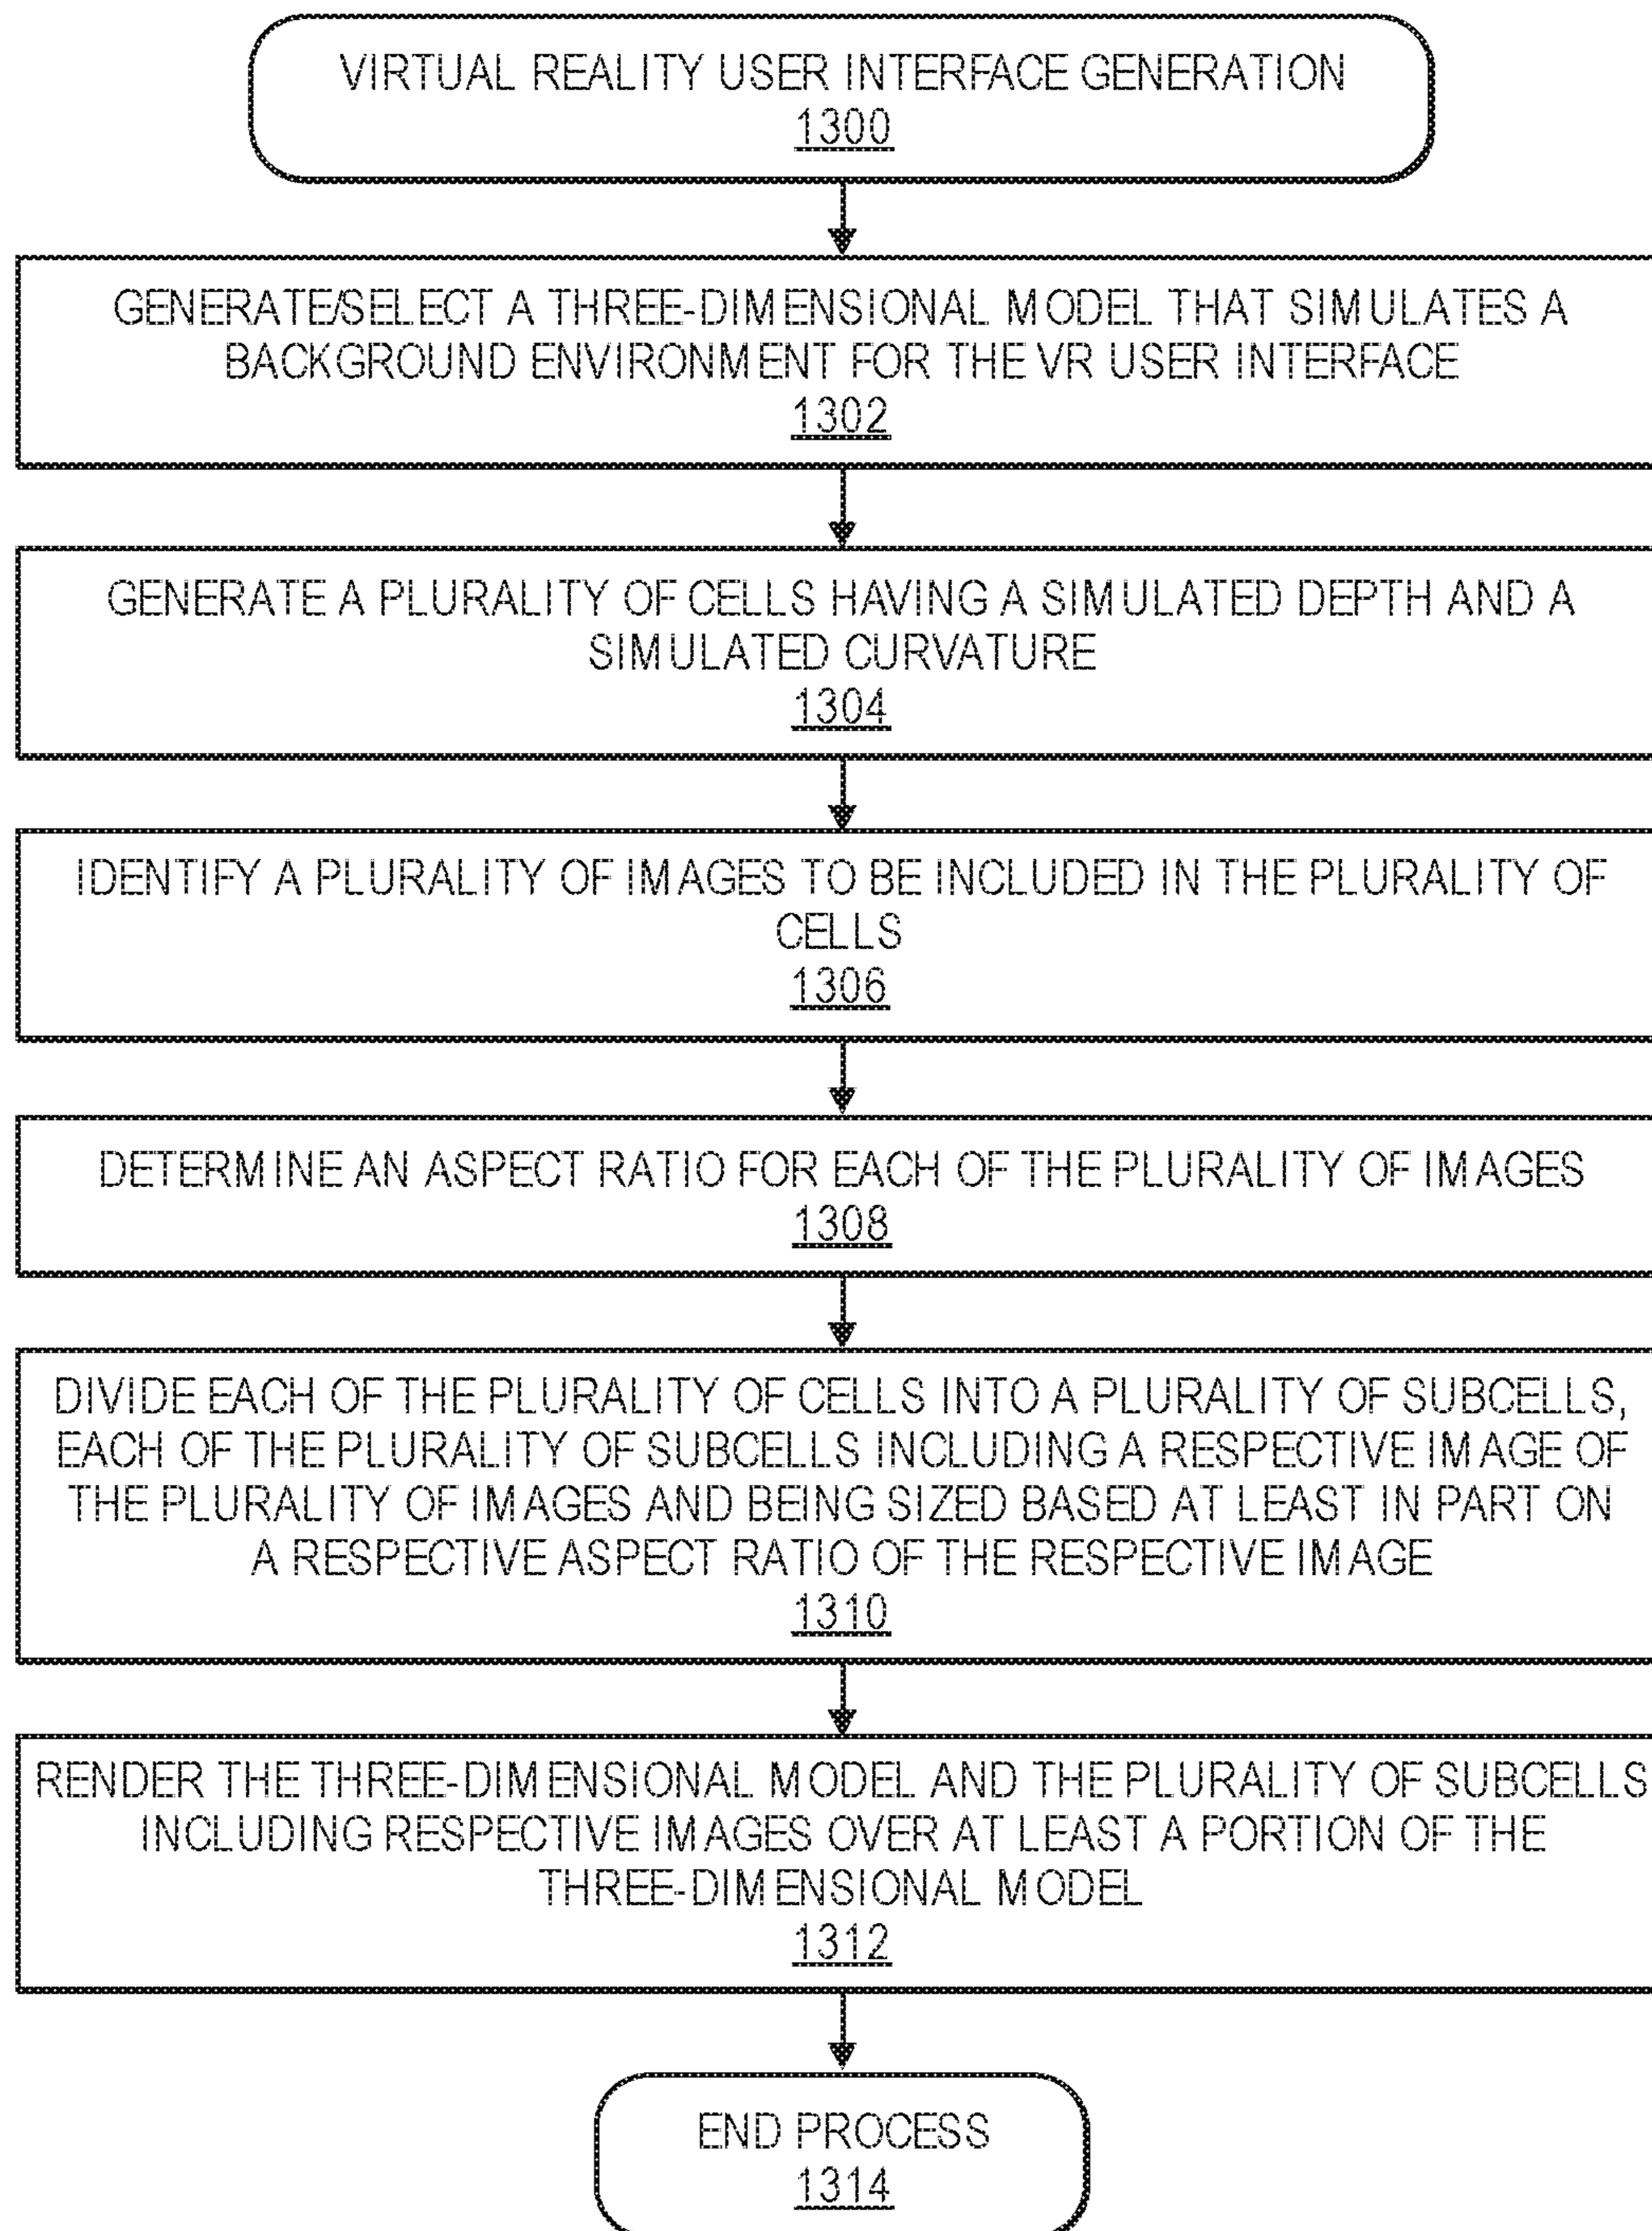 VIRTUAL REALITY USER INTERFACE GENERATION
1300
GENERATE/SELECT A THREE-DIMENSIONAL MODEL THAT SIMULATES A
BACKGROUND ENVIRONMENT FOR THE VR USER INTERFACE
1302
GENERATE A PLURALITY OF CELLS HAVING A SIMULATED DEPTH AND A
SIMULATED CURVATURE
1304
IDENTIFY A PLURALITY OF IMAGES TO BE INCLUDED IN THE PLURALITY OF
CELLS
1306
DETERMINE AN ASPECT RATIO FOR EACH OF THE PLURALITY OF IMAGES
1308
DIVIDE EACH OF THE PLURALITY OF CELLS INTO A PLURALITY OF SUBCELLS,
EACH OF THE PLURALITY OF SUBCELLS INCLUDING A RESPECTIVE IMAGE OF
THE PLURALITY OF IMAGES AND BEING SIZED BASED AT LEAST IN PART ON
A RESPECTIVE ASPECT RATIO OF THE RESPECTIVE IMAGE
1310
RENDER THE THREE-DIMENSIONAL MODEL AND THE PLURALITY OF SUBCELLS
INCLUDING RESPECTIVE IMAGES OVER AT LEAST A PORTION OF THE
THREE-DIMENSIONAL MODEL
1312
END PROCESS
1314